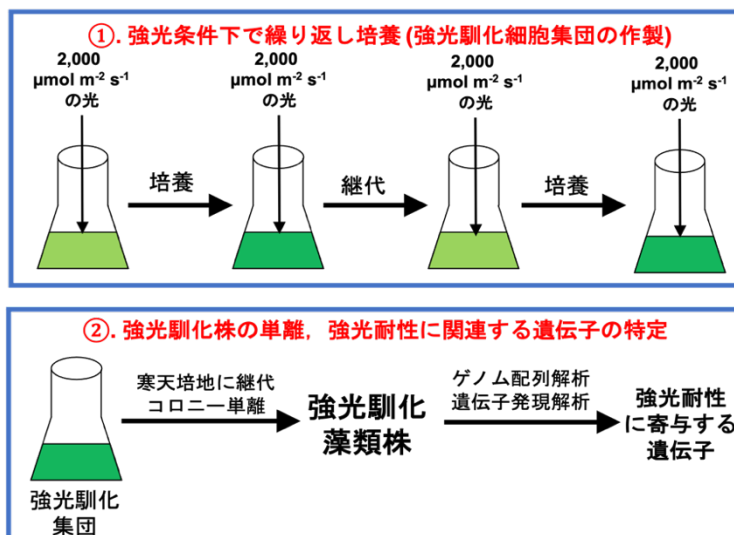 ①. 強光条件下で繰り返し培養 (強光馴化細胞集団の作製)
2,000
µmol m⁻² s⁻¹
の光
2,000
µmol m⁻² s⁻¹
の光
2,000
µmol m⁻² s⁻¹
の光
2,000
µmol m⁻² s⁻¹
の光
培養
継代
培養
②. 強光馴化株の単離，強光耐性に関連する遺伝子の特定
寒天培地に継代
コロニー単離
強光馴化
藻類株
ゲノム配列解析
遺伝子発現解析
強光耐性
に寄与する
遺伝子
強光馴化
集団